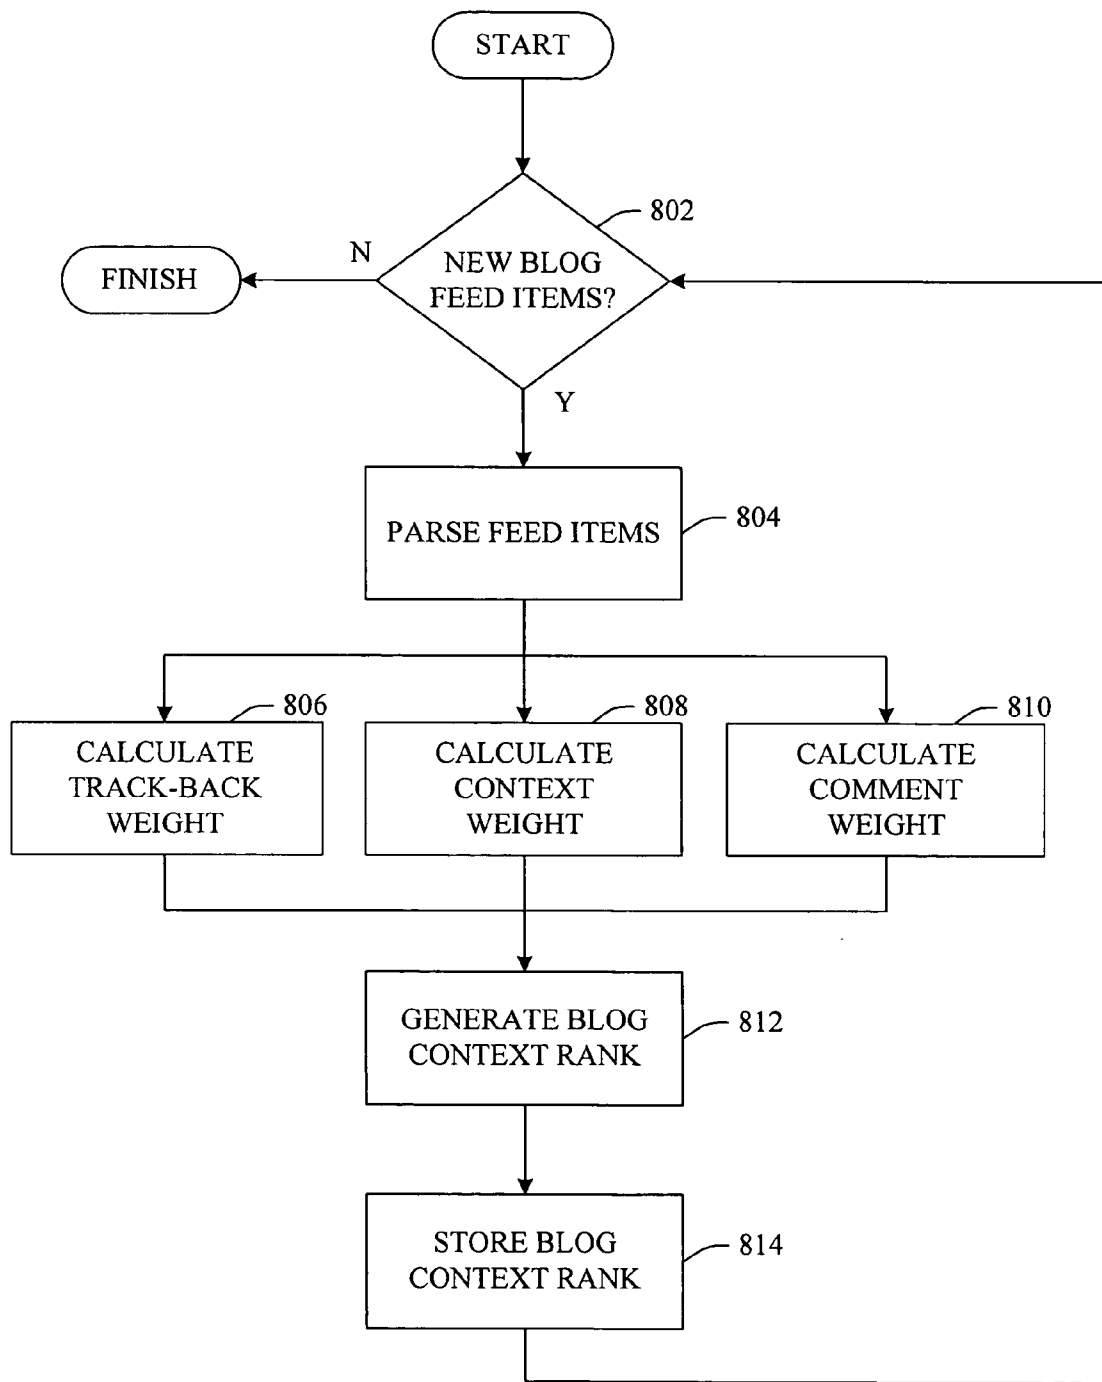 START
802
N
NEW BLOG
FEED ITEMS?
FINISH
Y
PARSE FEED ITEMS
804
806
808
810
CALCULATE
TRACK-BACK
WEIGHT
CALCULATE
CONTEXT
WEIGHT
CALCULATE
COMMENT
WEIGHT
GENERATE BLOG
CONTEXT RANK
812
STORE BLOG
CONTEXT RANK
814